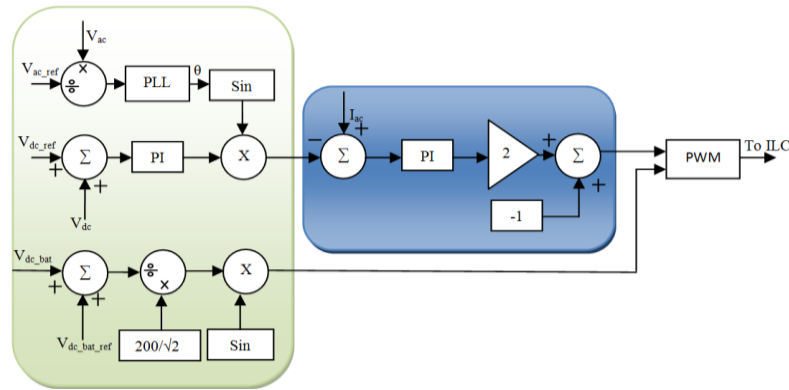 V_ac
V_ac_ref
×
÷
PLL
θ
Sin
V_dc_ref
+
Σ
+
V_dc
PI
X
−
I_ac
+
Σ
PI
2
+
Σ
+
-1
PWM
To ILC
V_dc_bat
+
Σ
+
V_dc_bat_ref
÷
×
200/√2
X
Sin